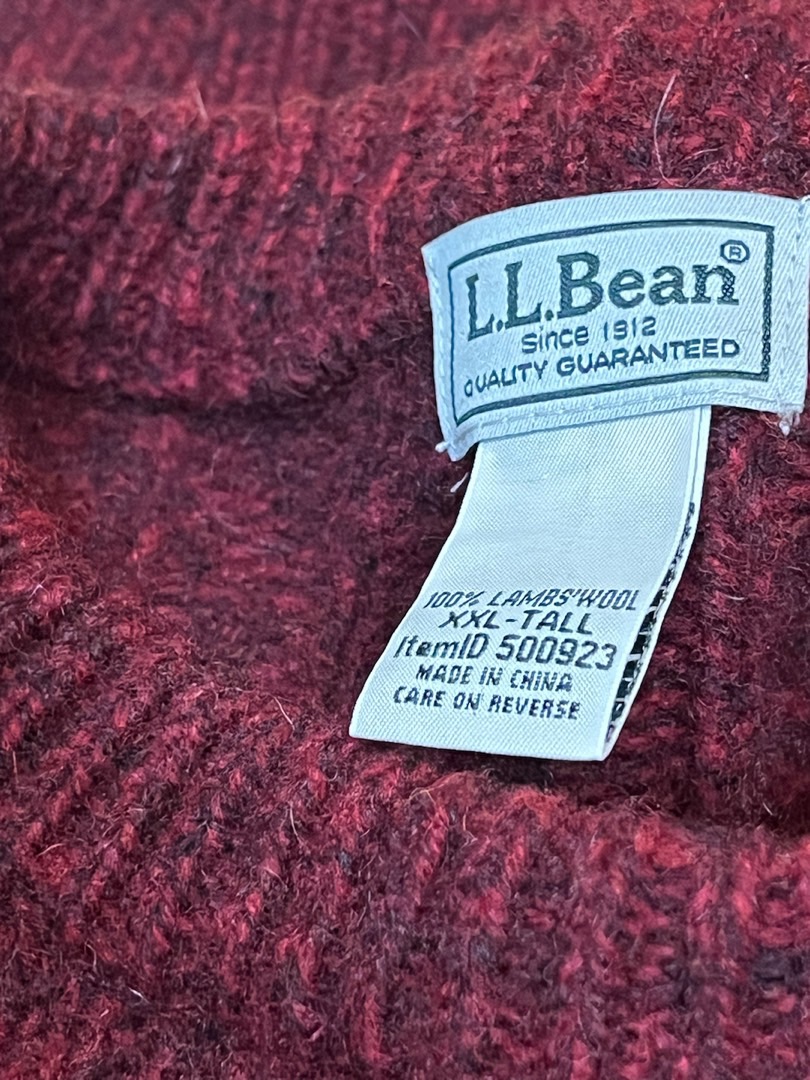 L.L.Bean®
Since 1912
QUALITY GUARANTEED
100% LAMBS'WOOL
XXL-TALL
ItemID 500923
MADE IN CHINA
CARE ON REVERSE